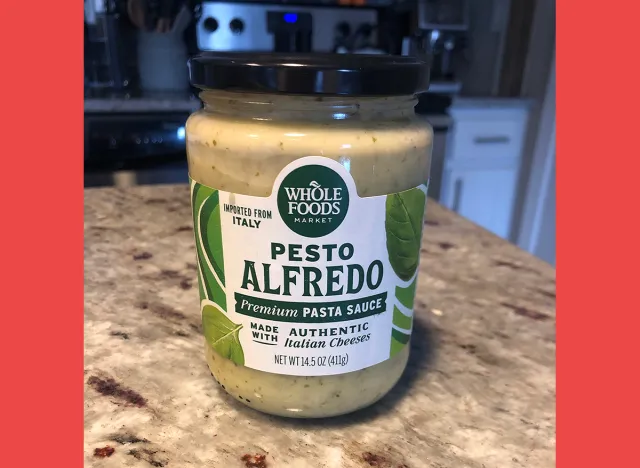 WHOLE
FOODS
MARKET
IMPORTED FROM
ITALY
PESTO
ALFREDO
Premium PASTA SAUCE
MADE
WITH
AUTHENTIC
Italian Cheeses
NET WT 14.5 OZ (411g)